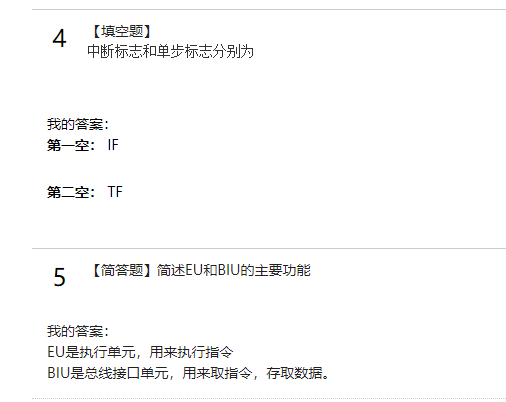 4
【填空题】
中断标志和单步标志分别为
我的答案:
第一空： IF
第二空： TF
5
【简答题】简述EU和BIU的主要功能
我的答案:
EU是执行单元，用来执行指令
BIU是总线接口单元，用来取指令，存取数据。